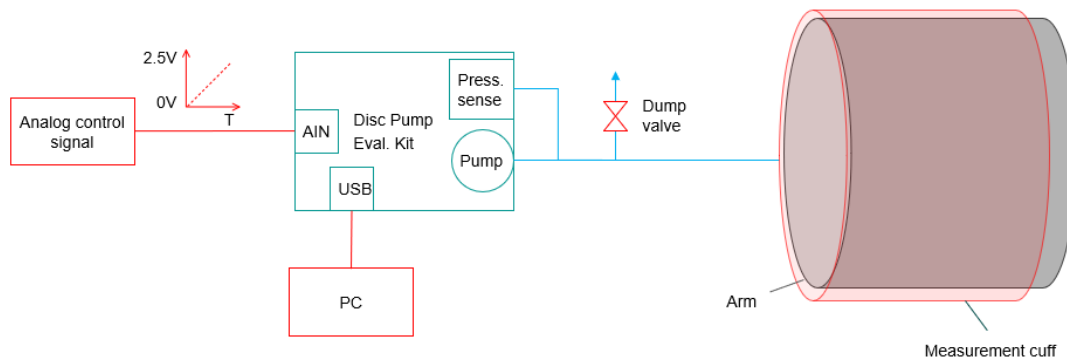 2.5V
0V
T
Analog control
signal
AIN
Disc Pump
Eval. Kit
Press.
sense
Pump
USB
PC
Dump
valve
Arm
Measurement cuff